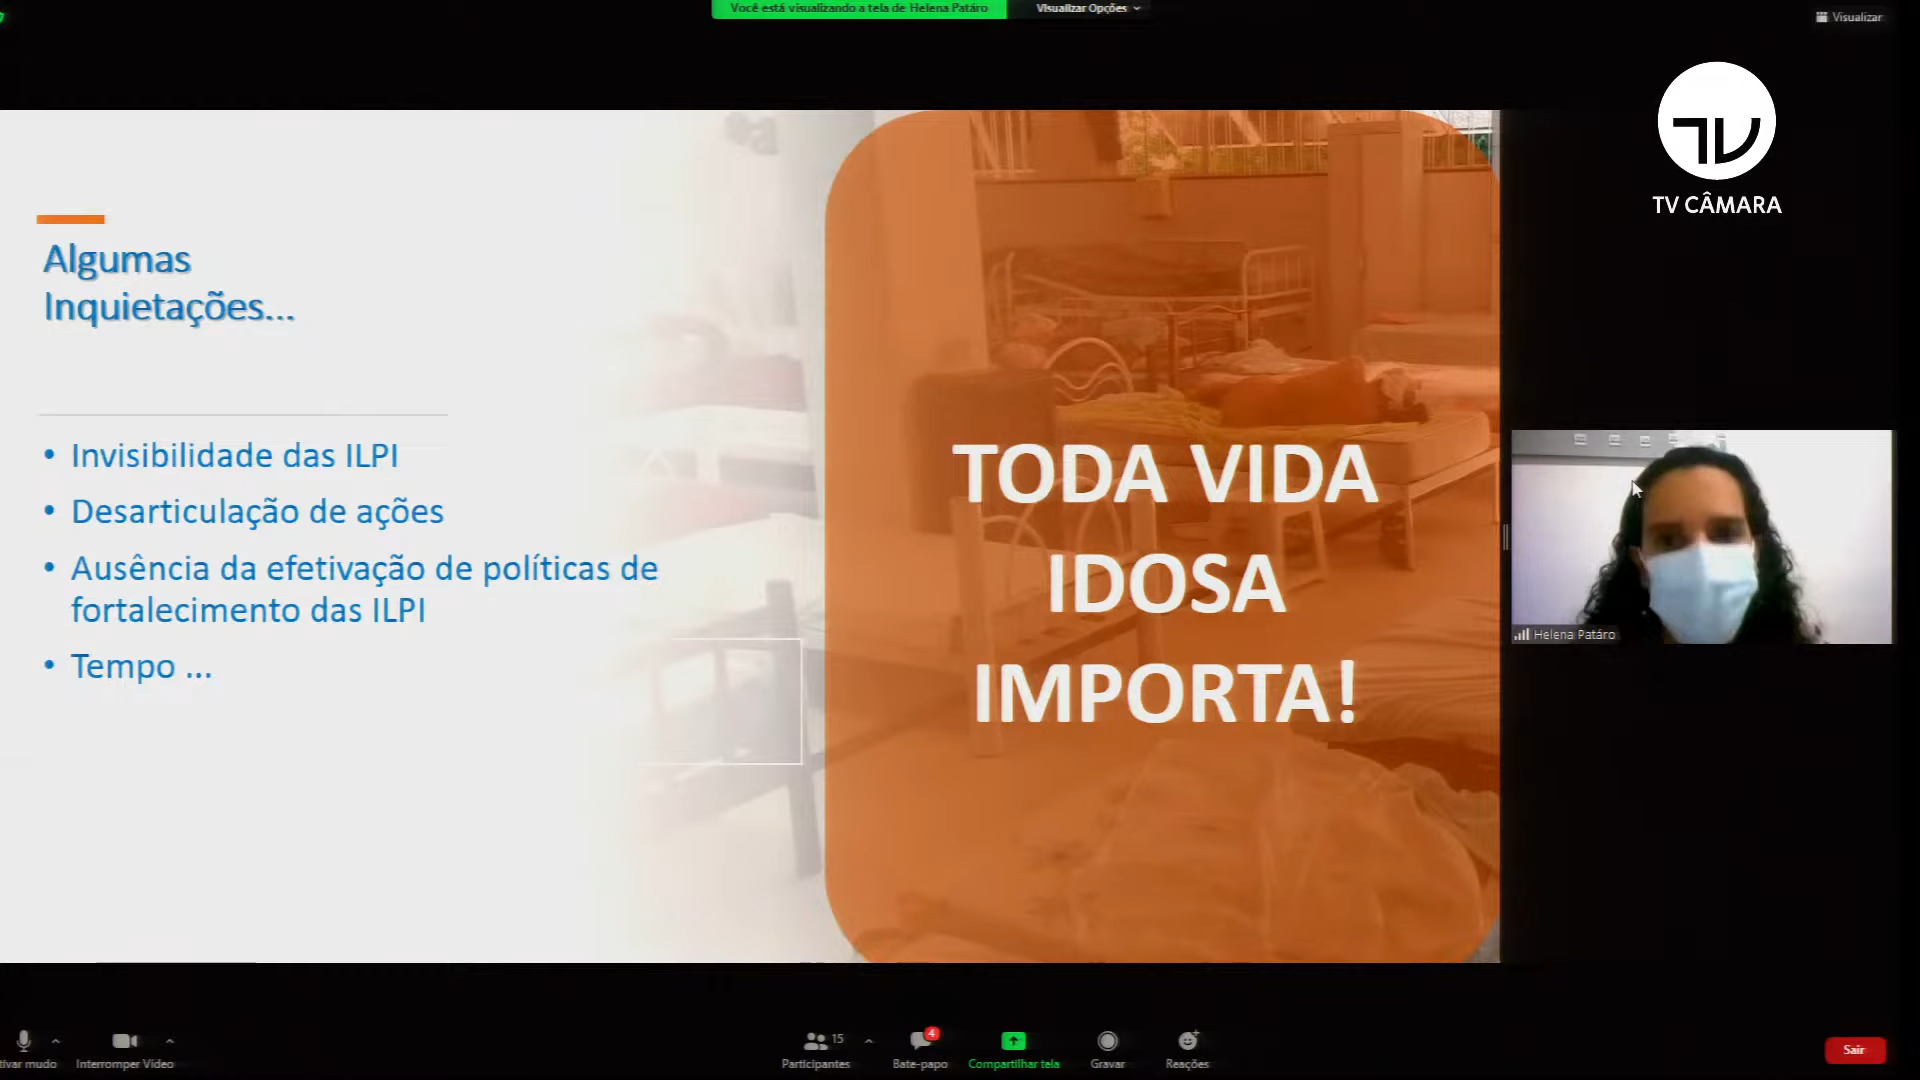 Você está visualizando a tela de Helena Patáro
Visualizar Opções
Visualizar
TV CÂMARA
Algumas
Inquietações...
• Invisibilidade das ILPI
• Desarticulação de ações
• Ausência da efetivação de políticas de
fortalecimento das ILPI
• Tempo ...
TODA VIDA
IDOSA
IMPORTA!
Helena Patáro
tivar mudo
Interromper Vídeo
15
Participantes
4
Bate-papo
Compartilhar tela
Gravar
Reações
Sair